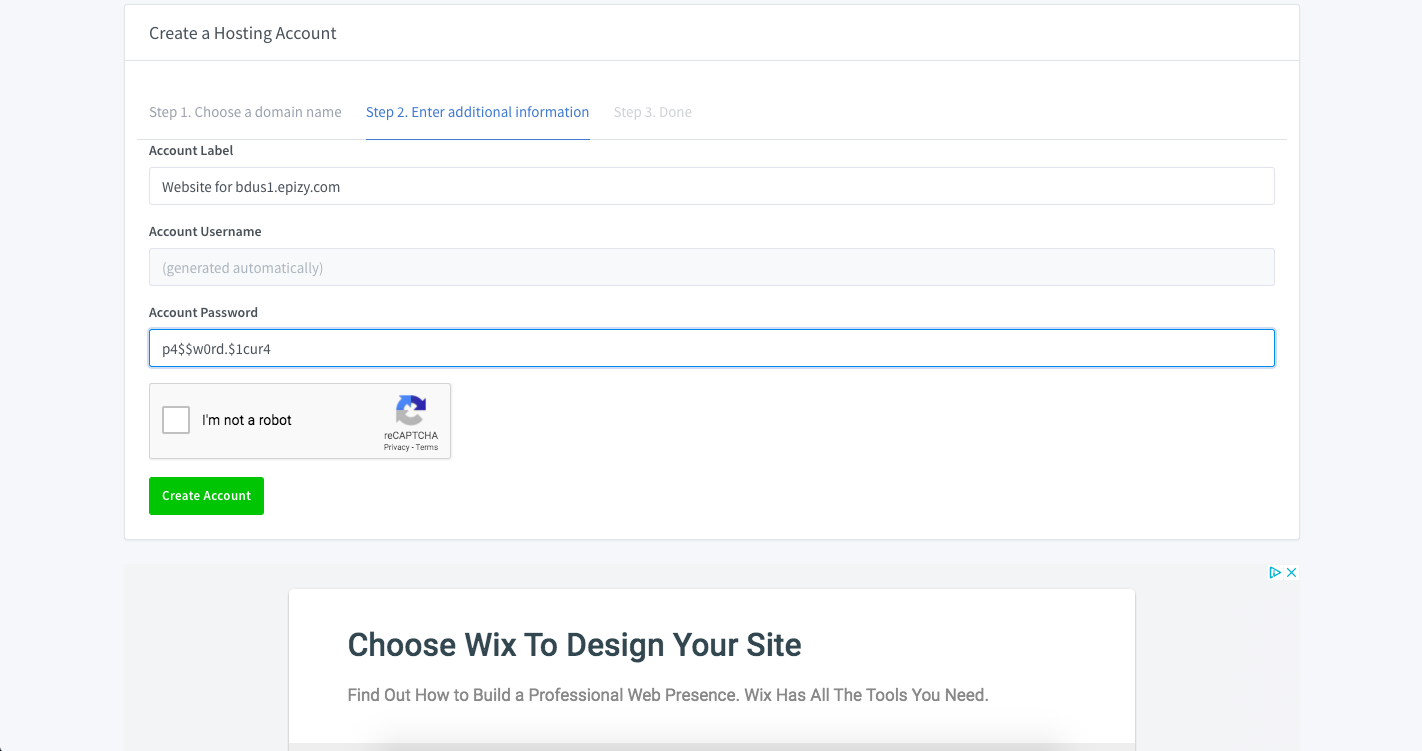 Create a Hosting Account
Step 1. Choose a domain name Step 2. Enter additional information Step 3. Done
Account Label
Website for bdus1.epizy.com
Account Username
(generated automatically)
Account Password
p4$$w0rd.$1cur4
I'm not a robot
reCAPTCHA
Privacy - Terms
Create Account
Choose Wix To Design Your Site
Find Out How to Build a Professional Web Presence. Wix Has All The Tools You Need.